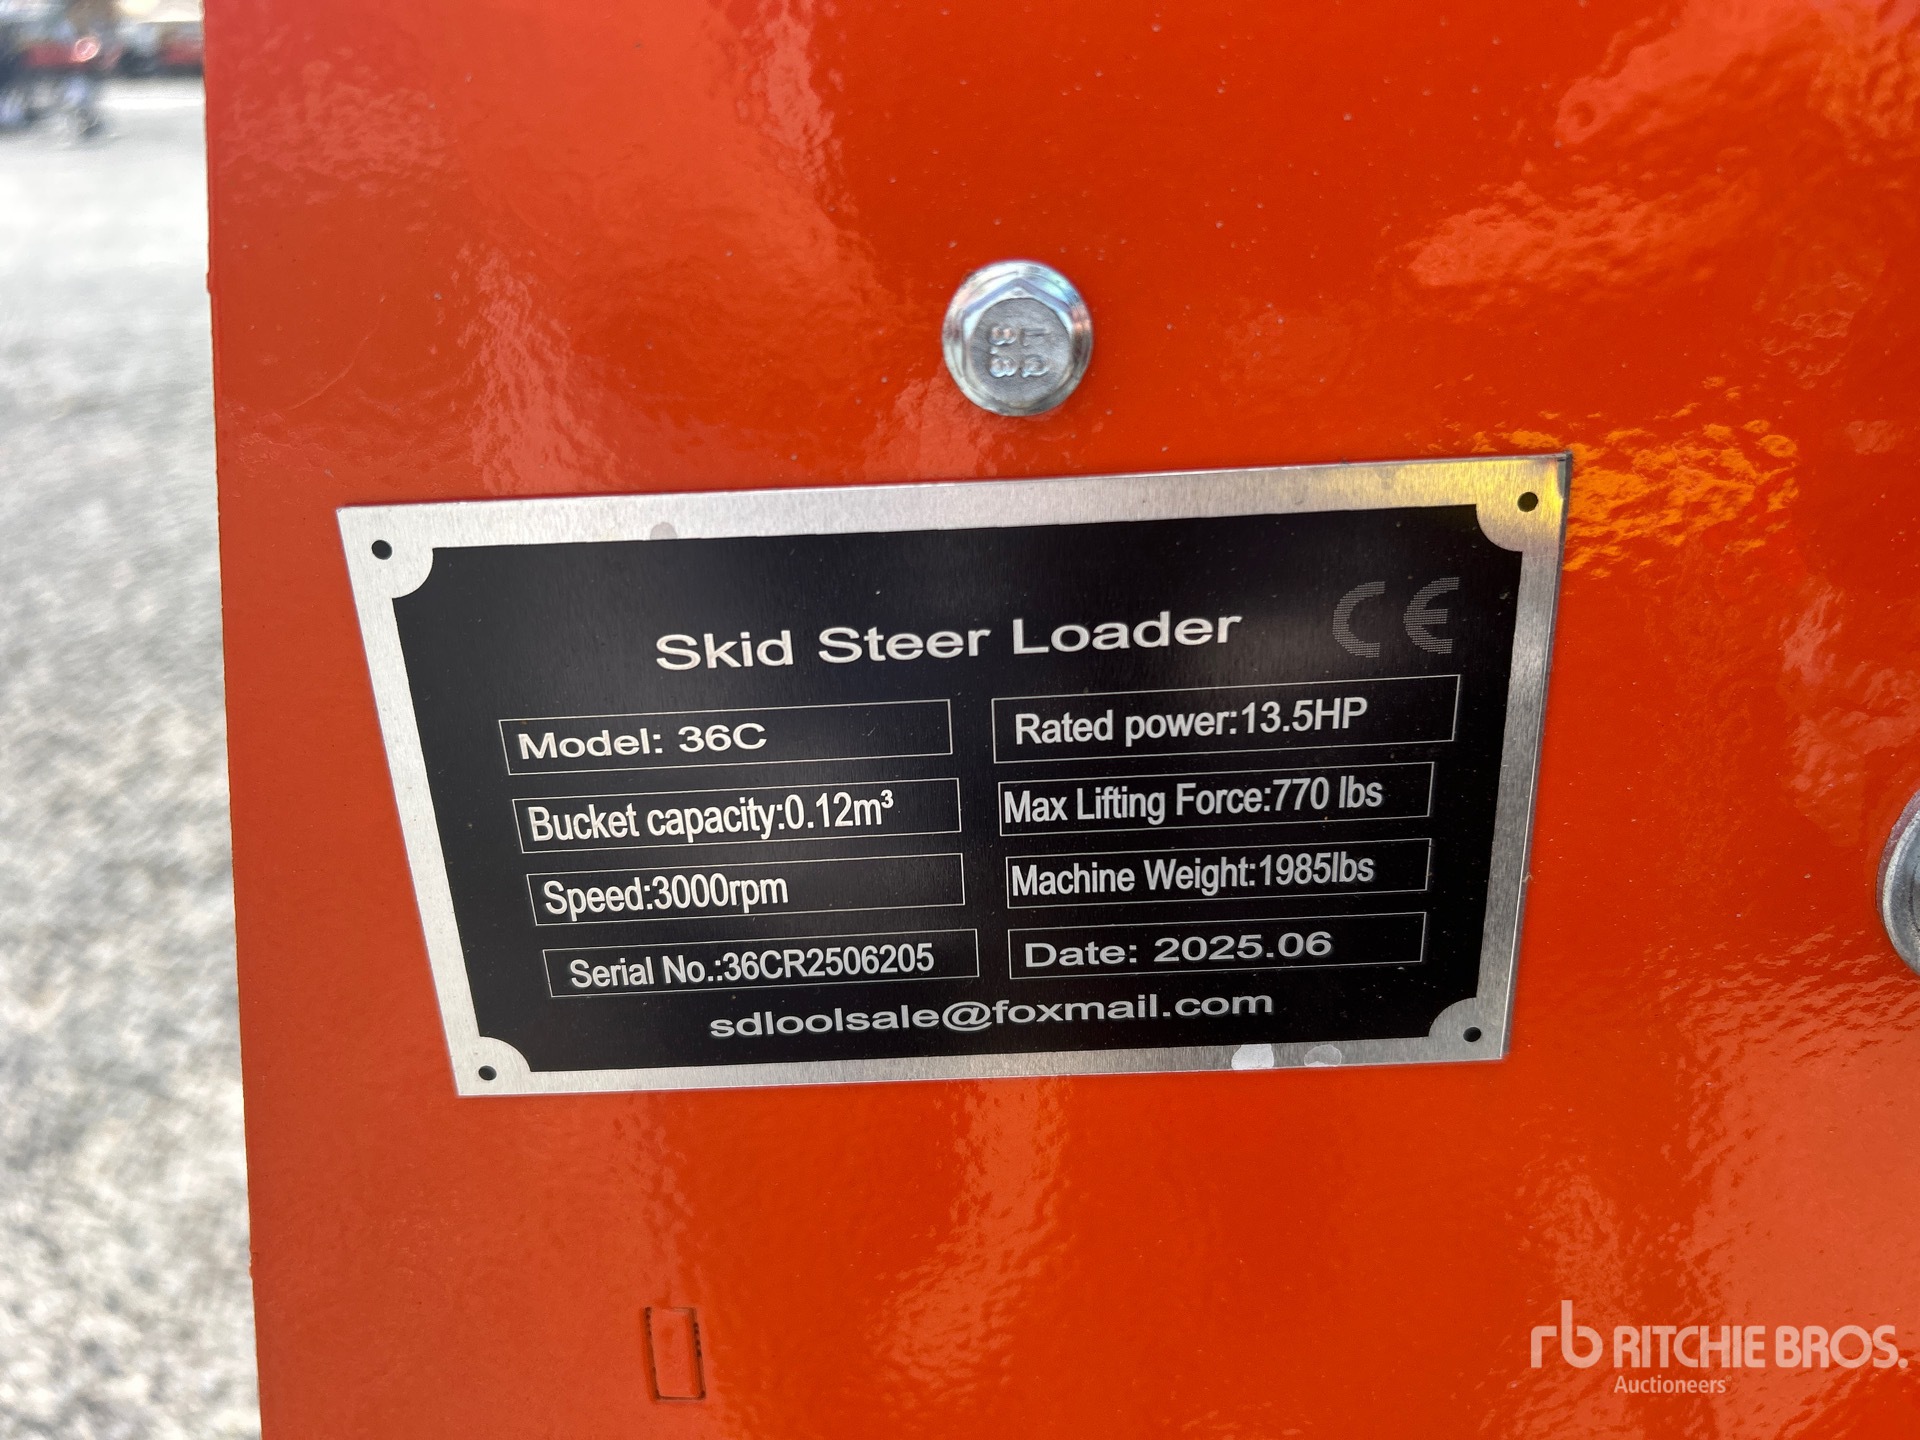 Skid Steer Loader CE
Model: 36C
Rated power:13.5HP
Bucket capacity:0.12m³
Max Lifting Force:770 lbs
Speed:3000rpm
Machine Weight:1985lbs
Serial No.:36CR2506205
Date: 2025.06
sdloolsale@foxmail.com
rb RITCHIE BROS.
Auctioneers